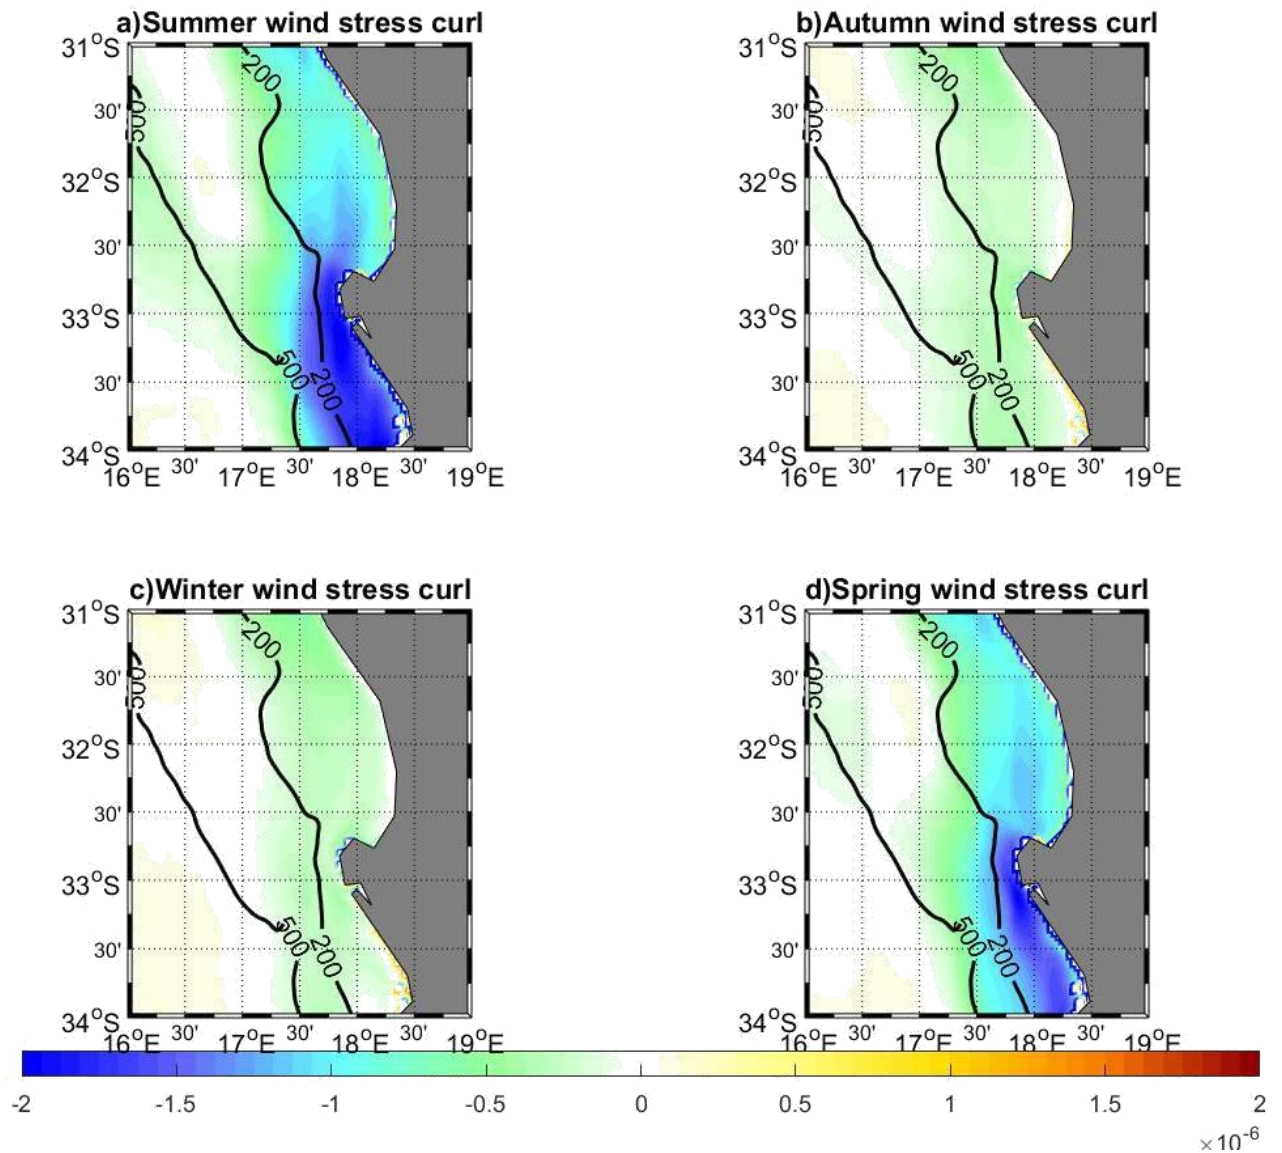 a)Summer wind stress curl
31°S
30'
32°S
30'
33°S
30'
34°S
16°E 30' 17°E 30' 18°E 30' 19°E
200
500
500
200
b)Autumn wind stress curl
31°S
30'
32°S
30'
33°S
30'
34°S
16°E 30' 17°E 30' 18°E 30' 19°E
200
500
500
200
c)Winter wind stress curl
31°S
30'
32°S
30'
33°S
30'
34°S
16°E 30' 17°E 30' 18°E 30' 19°E
200
500
500
200
d)Spring wind stress curl
31°S
30'
32°S
30'
33°S
30'
34°S
16°E 30' 17°E 30' 18°E 30' 19°E
200
500
500
200
-2 -1.5 -1 -0.5 0 0.5 1 1.5 2
×10⁻⁶